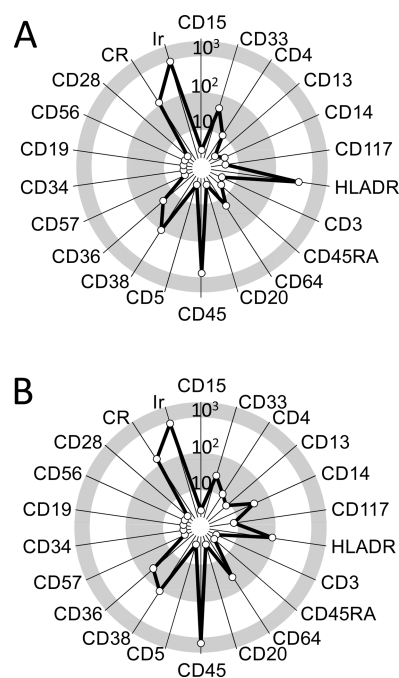 A
CD15
Ir
CD33
CR
10³
CD4
CD28
CD13
10²
CD56
CD14
10
CD19
CD117
CD34
HLADR
CD57
CD3
CD36
CD45RA
CD38
CD64
CD5
CD20
CD45
B
CD15
Ir
CD33
CR
10³
CD4
CD28
CD13
10²
CD56
CD14
10
CD19
CD117
CD34
HLADR
CD57
CD3
CD36
CD45RA
CD38
CD64
CD5
CD20
CD45